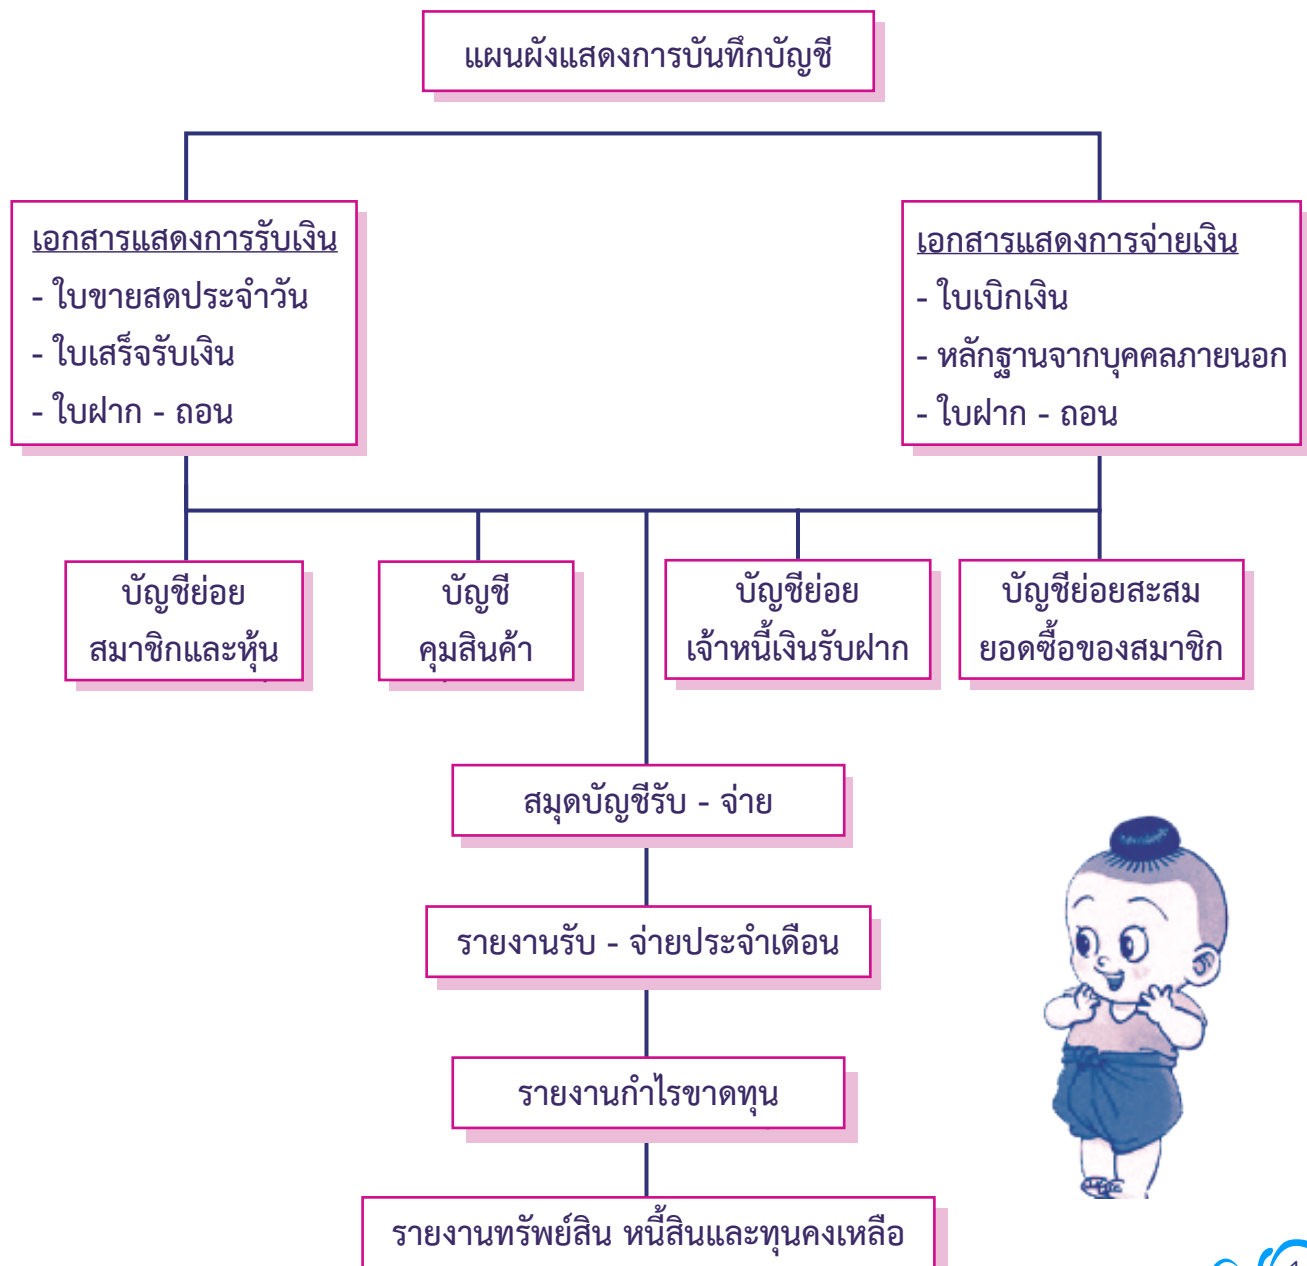 แผนผังแสดงการบันทึกบัญชี
เอกสารแสดงการรับเงิน
- ใบขายสดประจำวัน
- ใบเสร็จรับเงิน
- ใบฝาก - ถอน
เอกสารแสดงการจ่ายเงิน
- ใบเบิกเงิน
- หลักฐานจากบุคคลภายนอก
- ใบฝาก - ถอน
บัญชีย่อย
สมาชิกและหุ้น
บัญชี
คุมสินค้า
บัญชีย่อย
เจ้าหนี้เงินรับฝาก
บัญชีย่อยสะสม
ยอดซื้อของสมาชิก
สมุดบัญชีรับ - จ่าย
รายงานรับ - จ่ายประจำเดือน
รายงานกำไรขาดทุน
รายงานทรัพย์สิน หนี้สินและทุนคงเหลือ